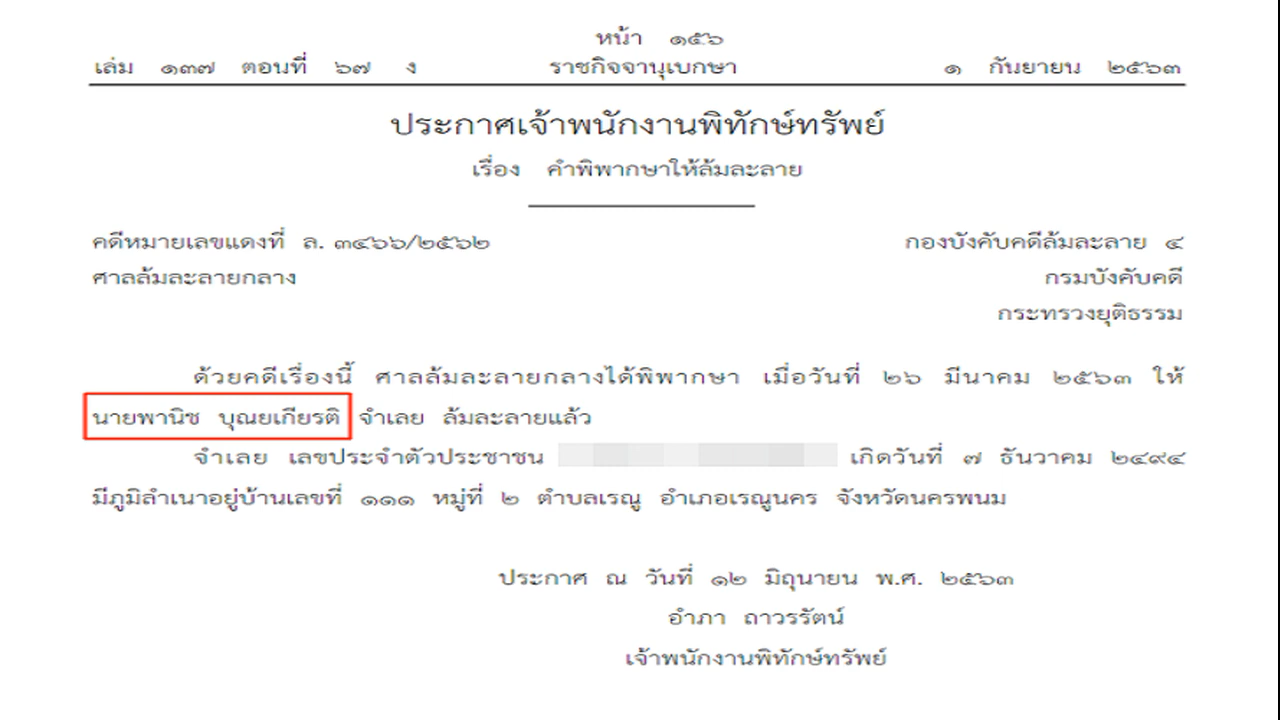 หน้า ๑๕๖
เล่ม ๑๓๗ ตอนที่ ๖๗ ง ราชกิจจานุเบกษา ๑ กันยายน ๒๕๖๓
ประกาศเจ้าพนักงานพิทักษ์ทรัพย์
เรื่อง คำพิพากษาให้ล้มละลาย
คดีหมายเลขแดงที่ ล. ๓๔๖๖/๒๕๖๒ กองบังคับคดีล้มละลาย ๔
ศาลล้มละลายกลาง กรมบังคับคดี
กระทรวงยุติธรรม
ด้วยคดีเรื่องนี้ ศาลล้มละลายกลางได้พิพากษา เมื่อวันที่ ๒๖ มีนาคม ๒๕๖๓ ให้
นายพานิช บุณยเกียรติ จำเลย ล้มละลายแล้ว
จำเลย เลขประจำตัวประชาชน เกิดวันที่ ๗ ธันวาคม ๒๔๙๔
มีภูมิลำเนาอยู่บ้านเลขที่ ๑๑๑ หมู่ที่ ๒ ตำบลเรณู อำเภอเรณูนคร จังหวัดนครพนม
ประกาศ ณ วันที่ ๑๒ มิถุนายน พ.ศ. ๒๕๖๓
อำภา ถาวรรัตน์
เจ้าพนักงานพิทักษ์ทรัพย์